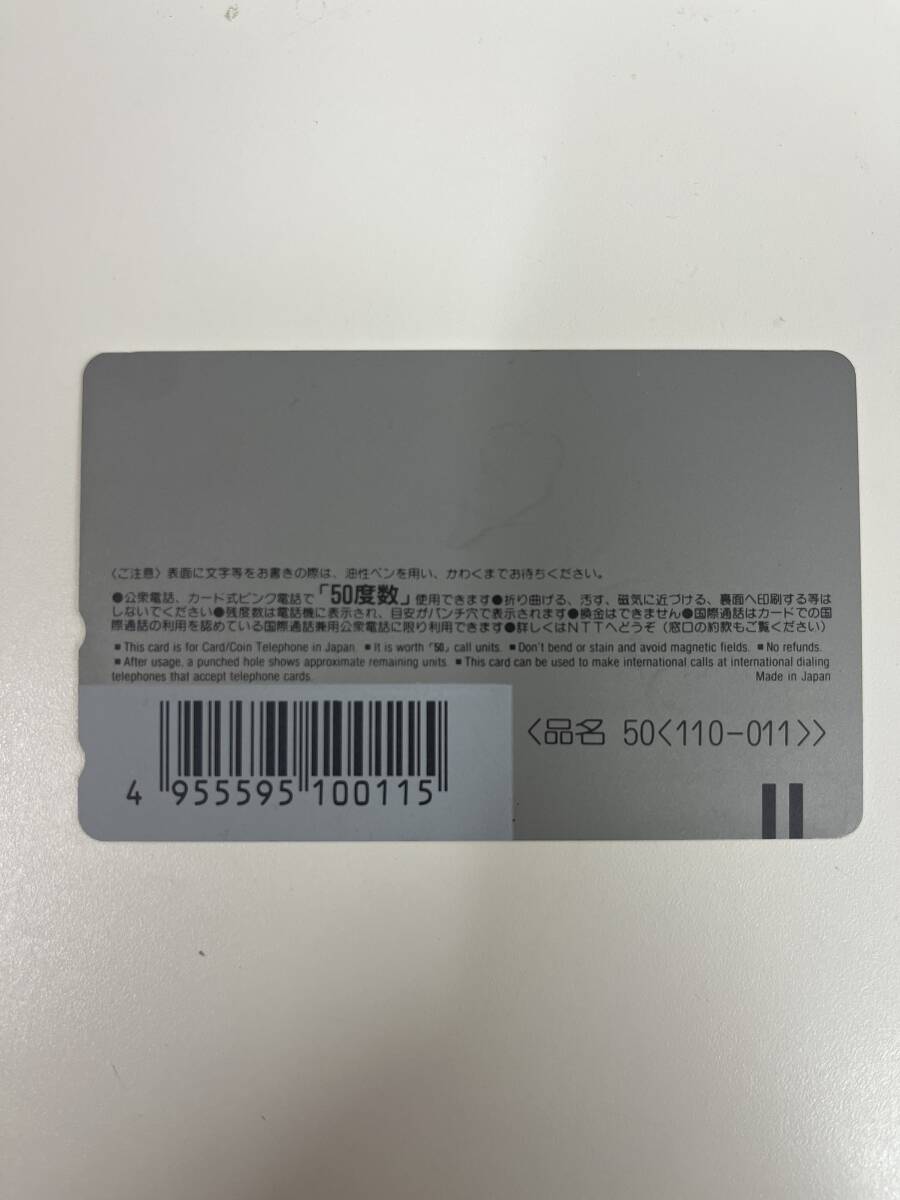 〈ご注意〉表面に文字等をお書きの際は、油性ペンを用い、かわくまでお待ちください。
●公衆電話、カード式ピンク電話で「50度数」使用できます●折り曲げる、汚す、磁気に近づける、裏面へ印刷する等は
しないでください●残度数は電話機に表示され、目安がパンチ穴で表示されます●換金はできません●国際通話はカードでの国
際通話の利用を認めている国際通話兼用公衆電話に限り利用できます●詳しくはNTTへどうぞ（窓口の約款もご覧ください）
■ This card is for Card/Coin Telephone in Japan. ■ It is worth「50」call units. ■ Don't bend or stain and avoid magnetic fields. ■ No refunds.
■ After usage, a punched hole shows approximate remaining units. ■ This card can be used to make international calls at international dialing
telephones that accept telephone cards. Made in Japan
〈品名 50〈110-011〉〉
4 955595 100115